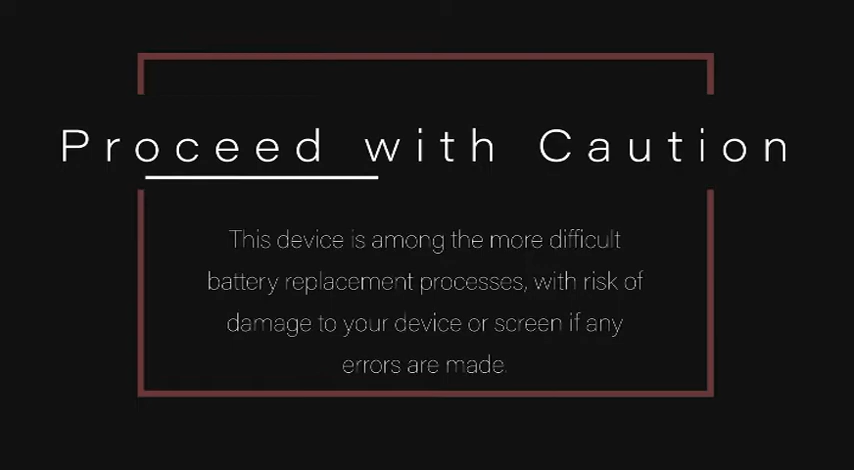 Proceed with Caution
This device is among the more difficult
battery replacement processes, with risk of
damage to your device or screen if any
errors are made.